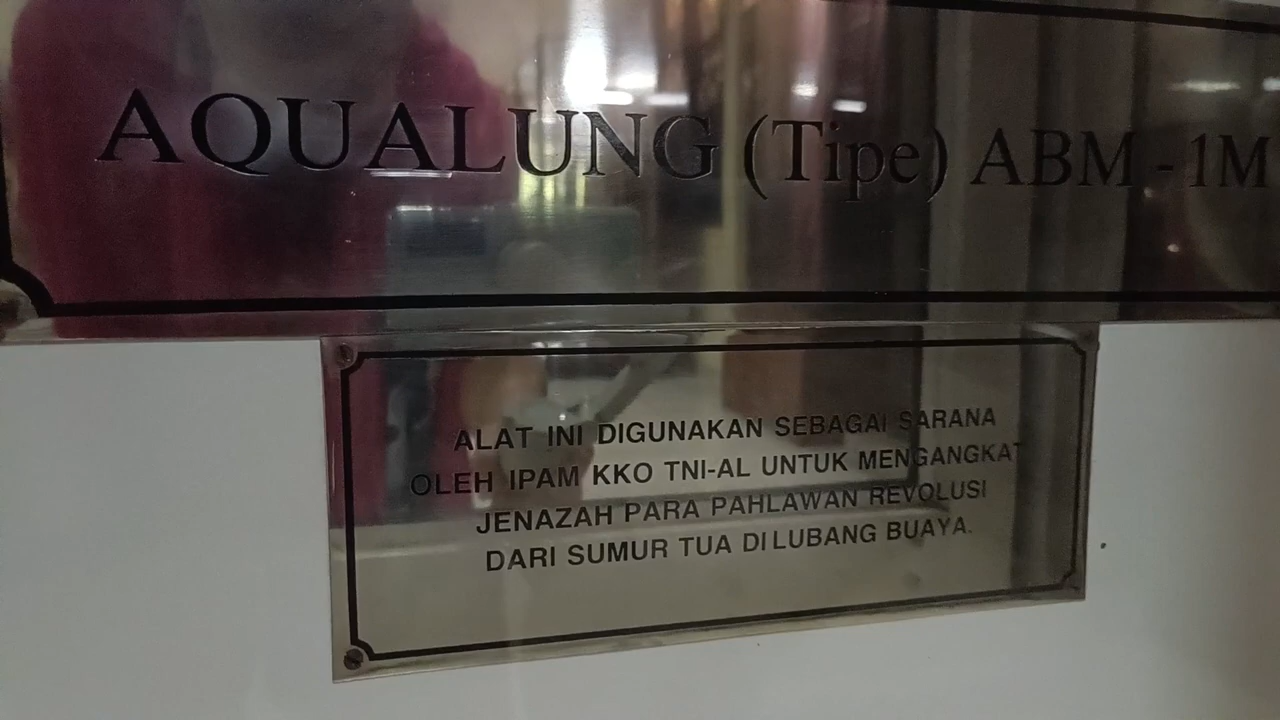 AQUALUNG (Tipe) ABM - 1M
ALAT INI DIGUNAKAN SEBAGAI SARANA
OLEH IPAM KKO TNI-AL UNTUK MENGANGKAT
JENAZAH PARA PAHLAWAN REVOLUSI
DARI SUMUR TUA DI LUBANG BUAYA.